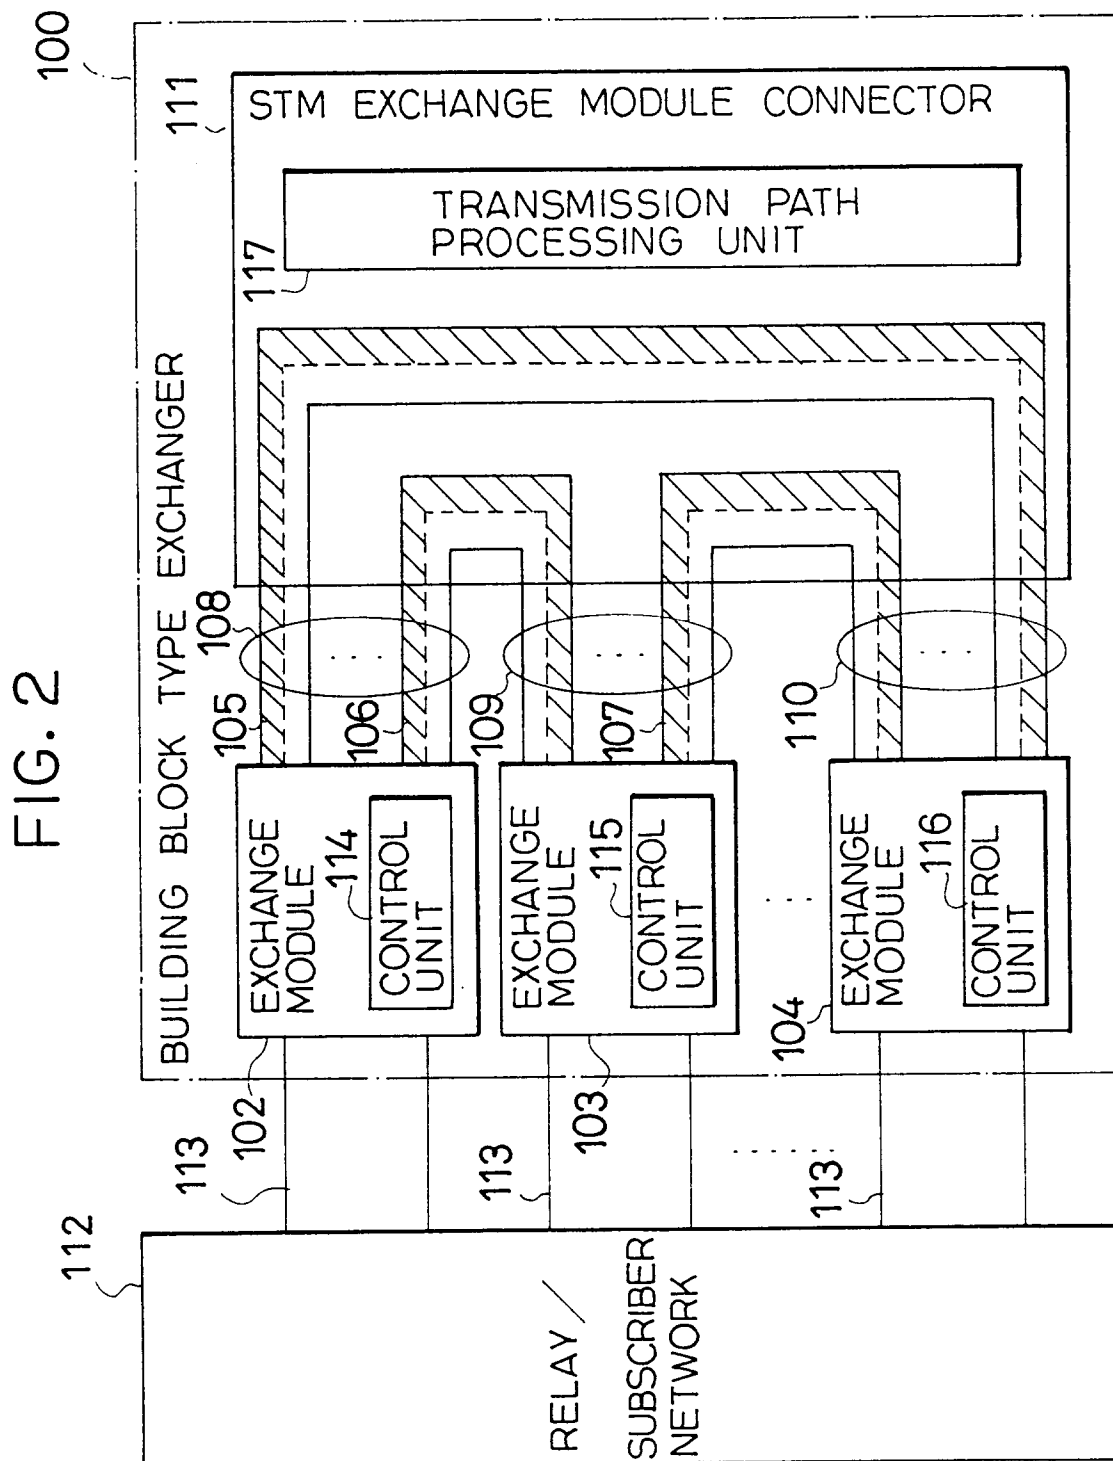 FIG. 2
100
BUILDING BLOCK TYPE EXCHANGER
111
STM EXCHANGE MODULE CONNECTOR
117
TRANSMISSION PATH
PROCESSING UNIT
105
108
106
109
107
110
. . .
. . .
. . .
EXCHANGE
MODULE
114
CONTROL
UNIT
EXCHANGE
MODULE
115
CONTROL
UNIT
. . . .
EXCHANGE
MODULE
116
CONTROL
UNIT
102
103
104
113
113
. . . . . .
113
112
RELAY /
SUBSCRIBER
NETWORK